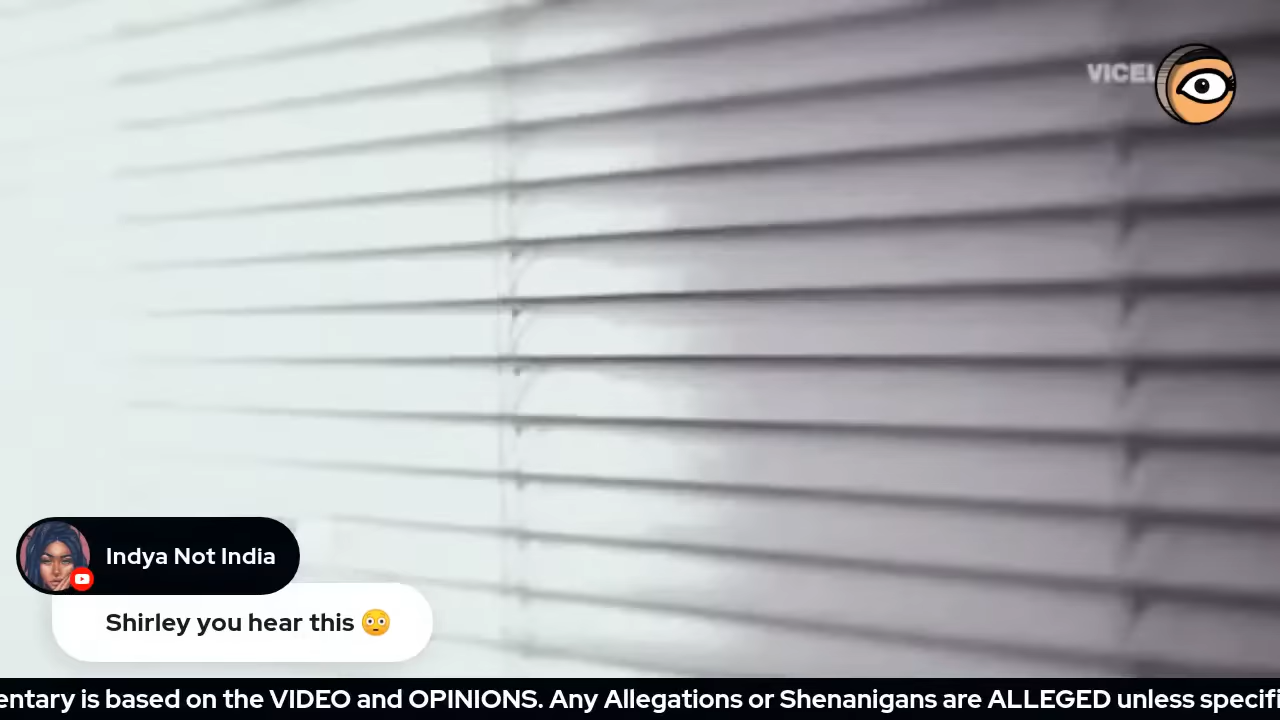 VICEL
Indya Not India
Shirley you hear this 😳
entary is based on the VIDEO and OPINIONS. Any Allegations or Shenanigans are ALLEGED unless specifi